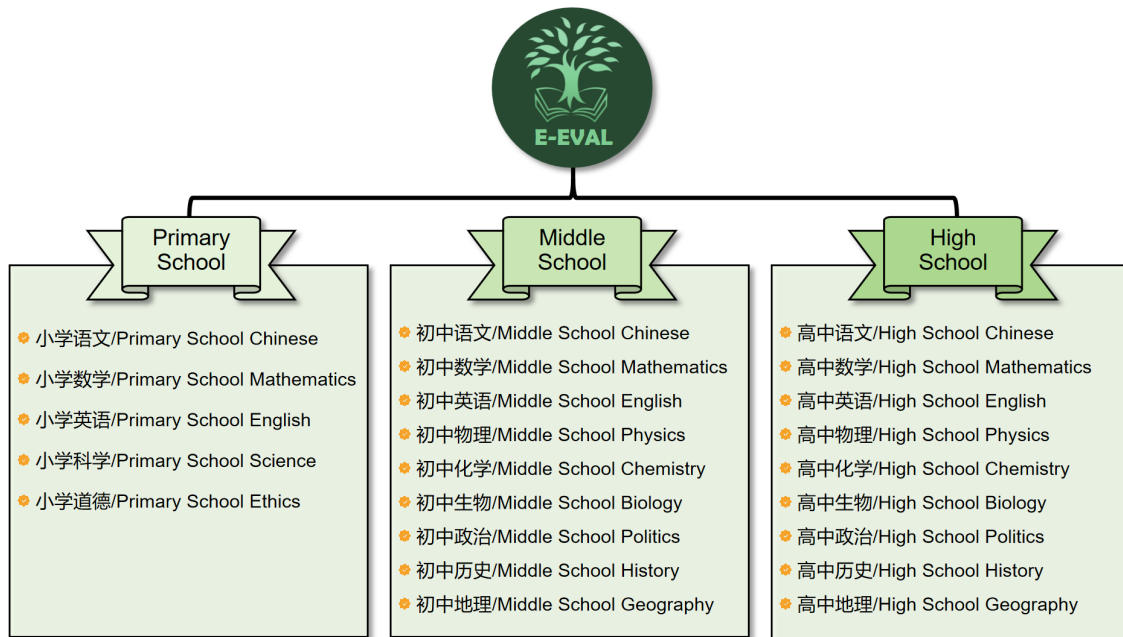 E-EVAL
Primary
School
小学语文/Primary School Chinese
小学数学/Primary School Mathematics
小学英语/Primary School English
小学科学/Primary School Science
小学道德/Primary School Ethics
Middle
School
初中语文/Middle School Chinese
初中数学/Middle School Mathematics
初中英语/Middle School English
初中物理/Middle School Physics
初中化学/Middle School Chemistry
初中生物/Middle School Biology
初中政治/Middle School Politics
初中历史/Middle School History
初中地理/Middle School Geography
High
School
高中语文/High School Chinese
高中数学/High School Mathematics
高中英语/High School English
高中物理/High School Physics
高中化学/High School Chemistry
高中生物/High School Biology
高中政治/High School Politics
高中历史/High School History
高中地理/High School Geography